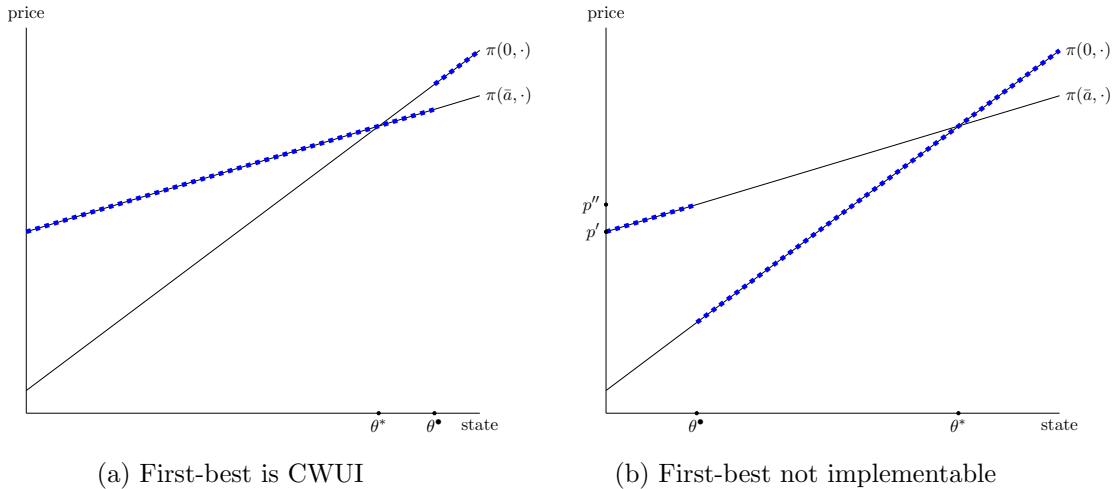 price
π(0, ·)
π(ā, ·)
θ*
θ•
state
(a) First-best is CWUI
price
π(0, ·)
π(ā, ·)
p′′
p′
θ•
θ*
state
(b) First-best not implementable